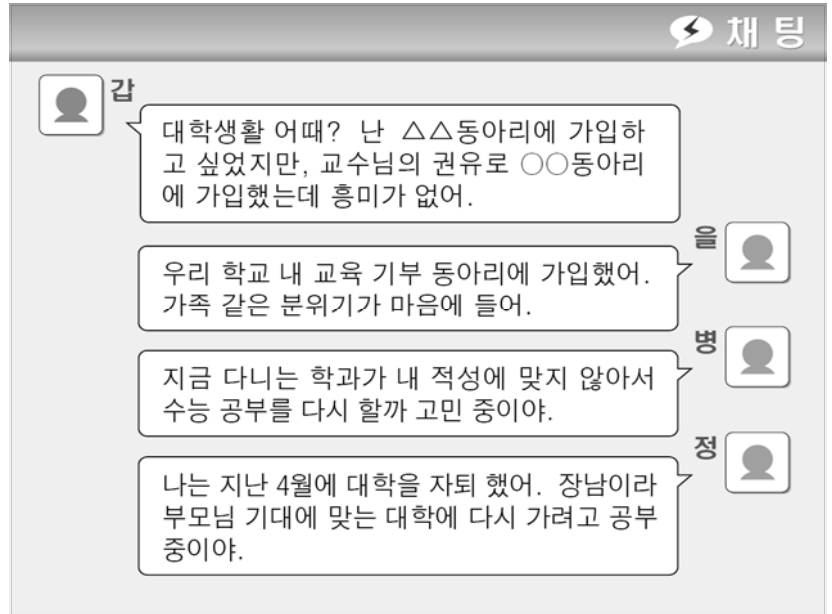 채팅
갑
대학생활 어때? 난 △△동아리에 가입하
고 싶었지만, 교수님의 권유로 ○○동아리
에 가입했는데 흥미가 없어.
을
우리 학교 내 교육 기부 동아리에 가입했어.
가족 같은 분위기가 마음에 들어.
병
지금 다니는 학과가 내 적성에 맞지 않아서
수능 공부를 다시 할까 고민 중이야.
정
나는 지난 4월에 대학을 자퇴 했어. 장남이라
부모님 기대에 맞는 대학에 다시 가려고 공부
중이야.